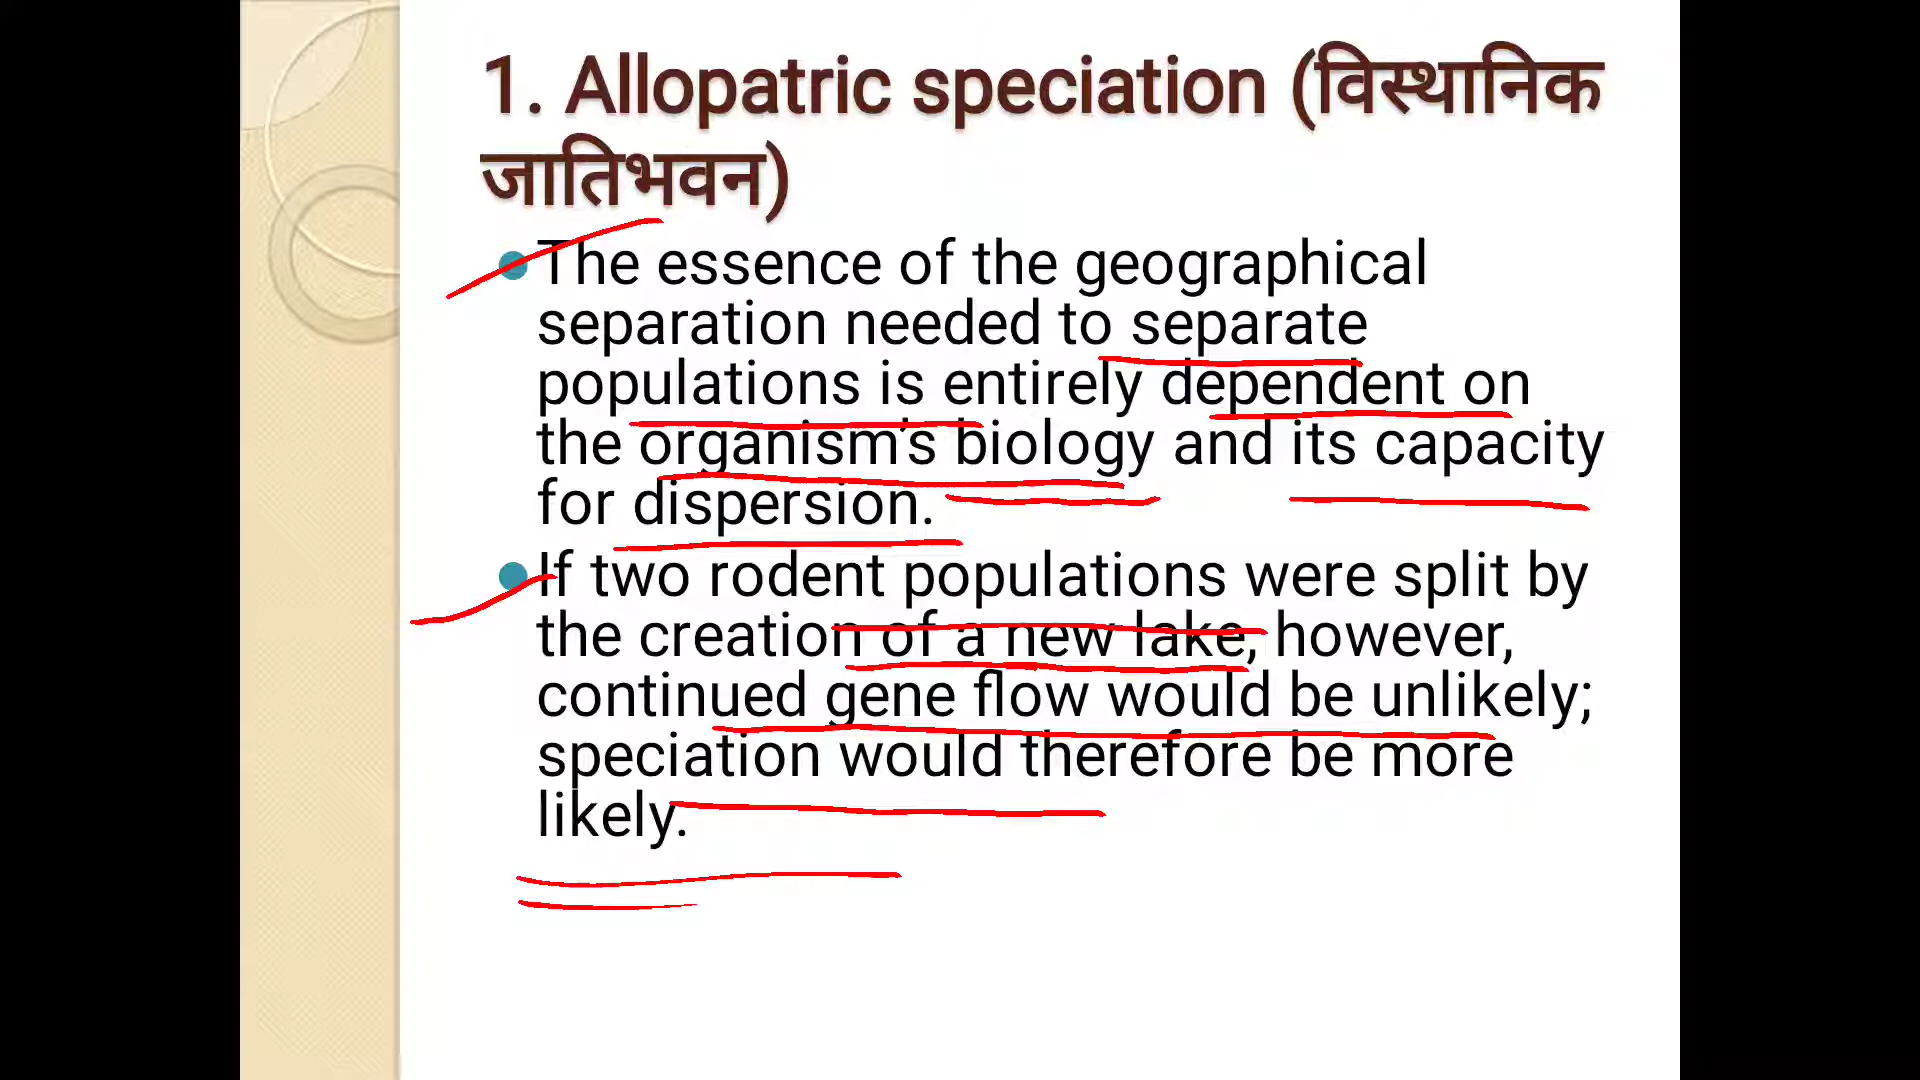 1. Allopatric speciation (विस्थानिक
जातिभवन)
The essence of the geographical
separation needed to separate
populations is entirely dependent on
the organism's biology and its capacity
for dispersion.
If two rodent populations were split by
the creation of a new lake, however,
continued gene flow would be unlikely;
speciation would therefore be more
likely.